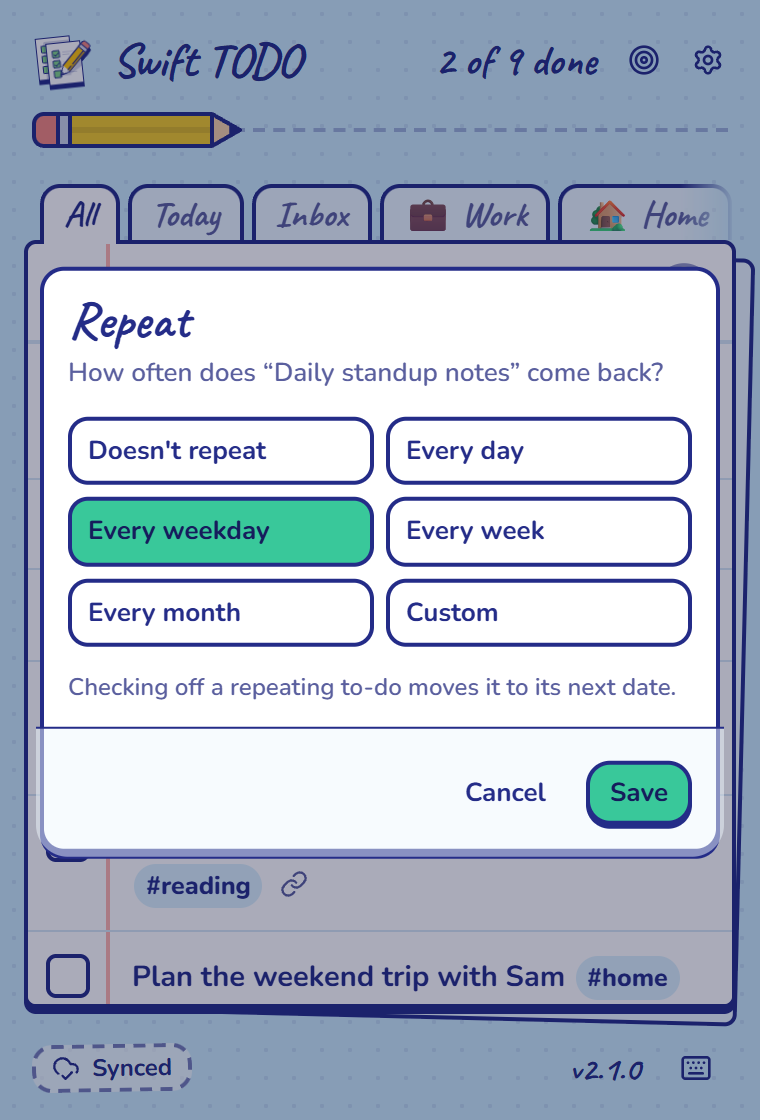 Swift TODO 2 of 9 done
All Today Inbox Work Home
Repeat
How often does “Daily standup notes” come back?
Doesn't repeat Every day
Every weekday Every week
Every month Custom
Checking off a repeating to-do moves it to its next date.
Cancel Save
#reading
Plan the weekend trip with Sam #home
Synced v2.1.0